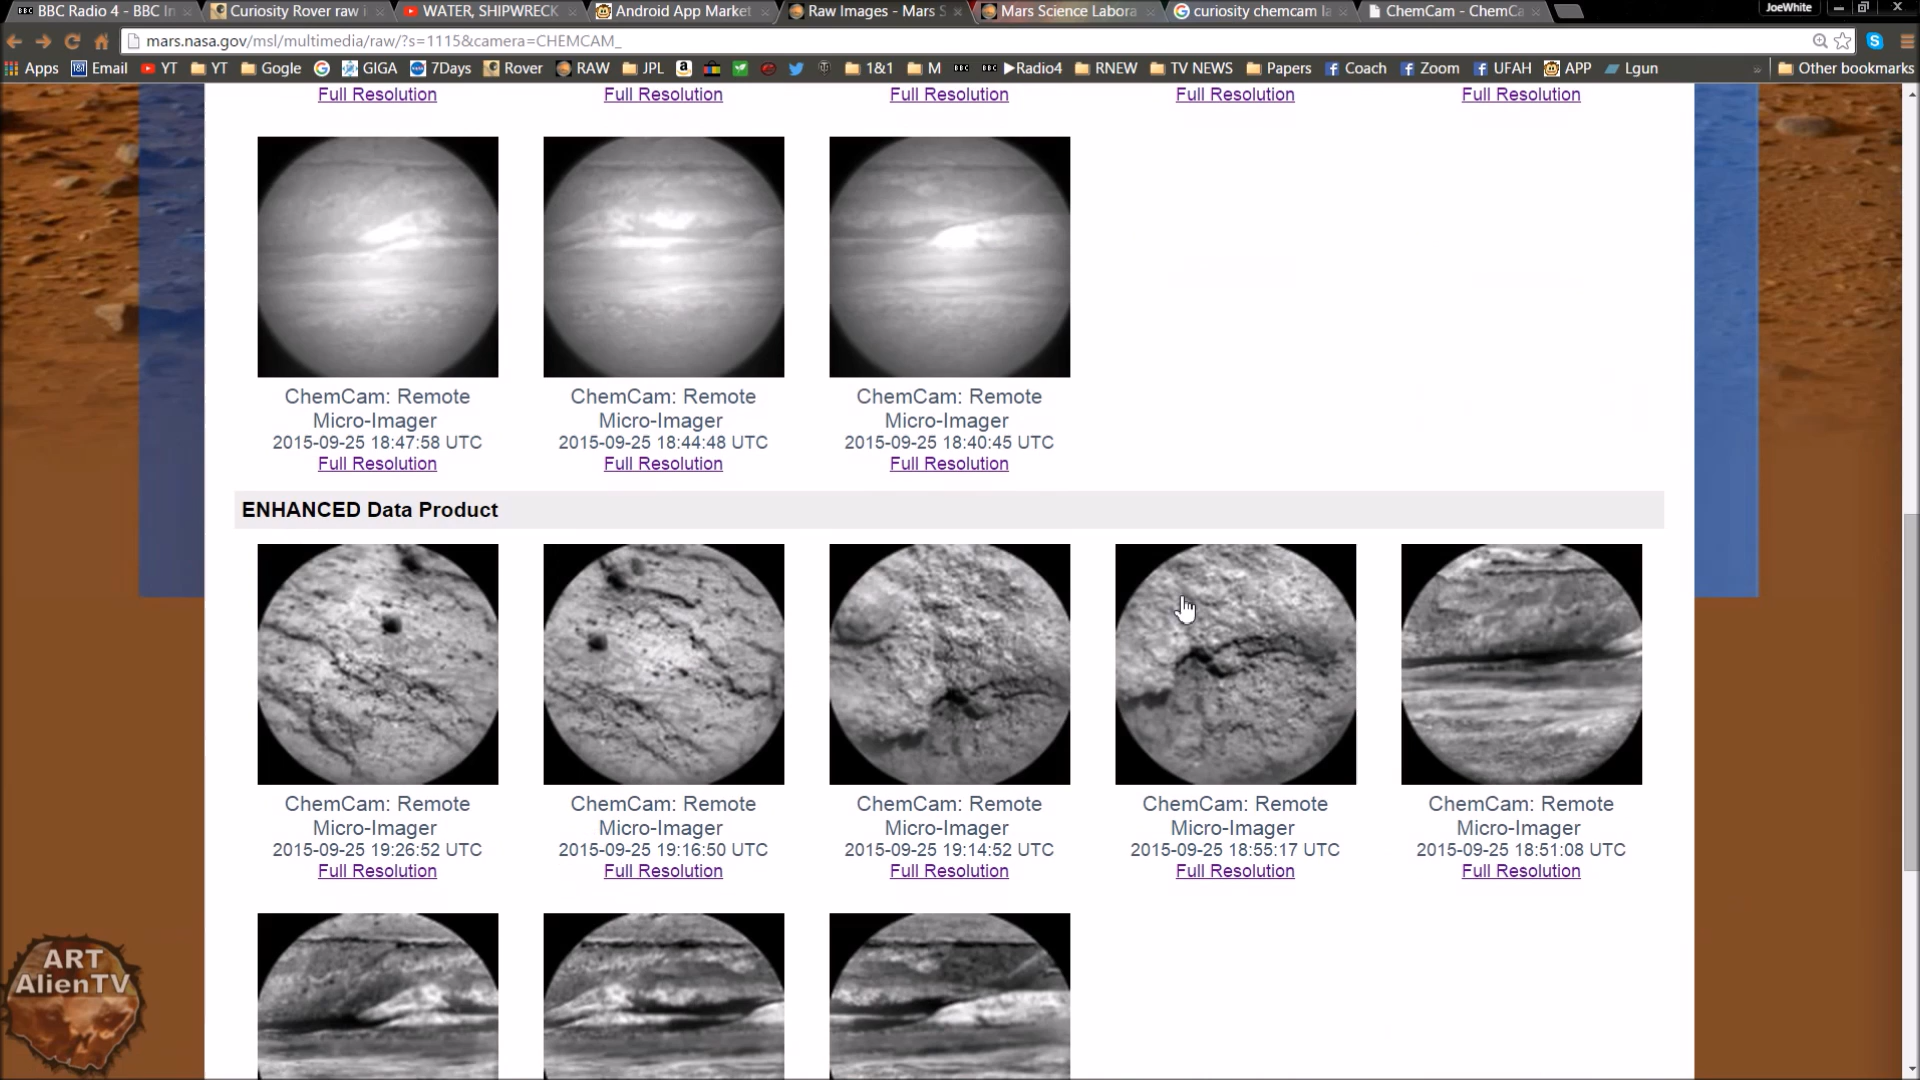 BBC BBC Radio 4 - BBC In
Curiosity Rover raw i
WATER, SHIPWRECK
Android App Market
Raw Images - Mars S
Mars Science Labora
curiosity chemcam la
ChemCam - ChemCa
JoeWhite
mars.nasa.gov/msl/multimedia/raw/?s=1115&camera=CHEMCAM_
Apps 1&1 Email YT YT Gogle GIGA 7Days Rover RAW JPL 1&1 M BBC BBC ▶Radio4 RNEW TV NEWS Papers Coach Zoom UFAH APP Lgun » Other bookmarks
Full Resolution Full Resolution Full Resolution Full Resolution Full Resolution
ChemCam: Remote
Micro-Imager
2015-09-25 18:47:58 UTC
Full Resolution
ChemCam: Remote
Micro-Imager
2015-09-25 18:44:48 UTC
Full Resolution
ChemCam: Remote
Micro-Imager
2015-09-25 18:40:45 UTC
Full Resolution
ENHANCED Data Product
ChemCam: Remote
Micro-Imager
2015-09-25 19:26:52 UTC
Full Resolution
ChemCam: Remote
Micro-Imager
2015-09-25 19:16:50 UTC
Full Resolution
ChemCam: Remote
Micro-Imager
2015-09-25 19:14:52 UTC
Full Resolution
ChemCam: Remote
Micro-Imager
2015-09-25 18:55:17 UTC
Full Resolution
ChemCam: Remote
Micro-Imager
2015-09-25 18:51:08 UTC
Full Resolution
ART
AlienTV